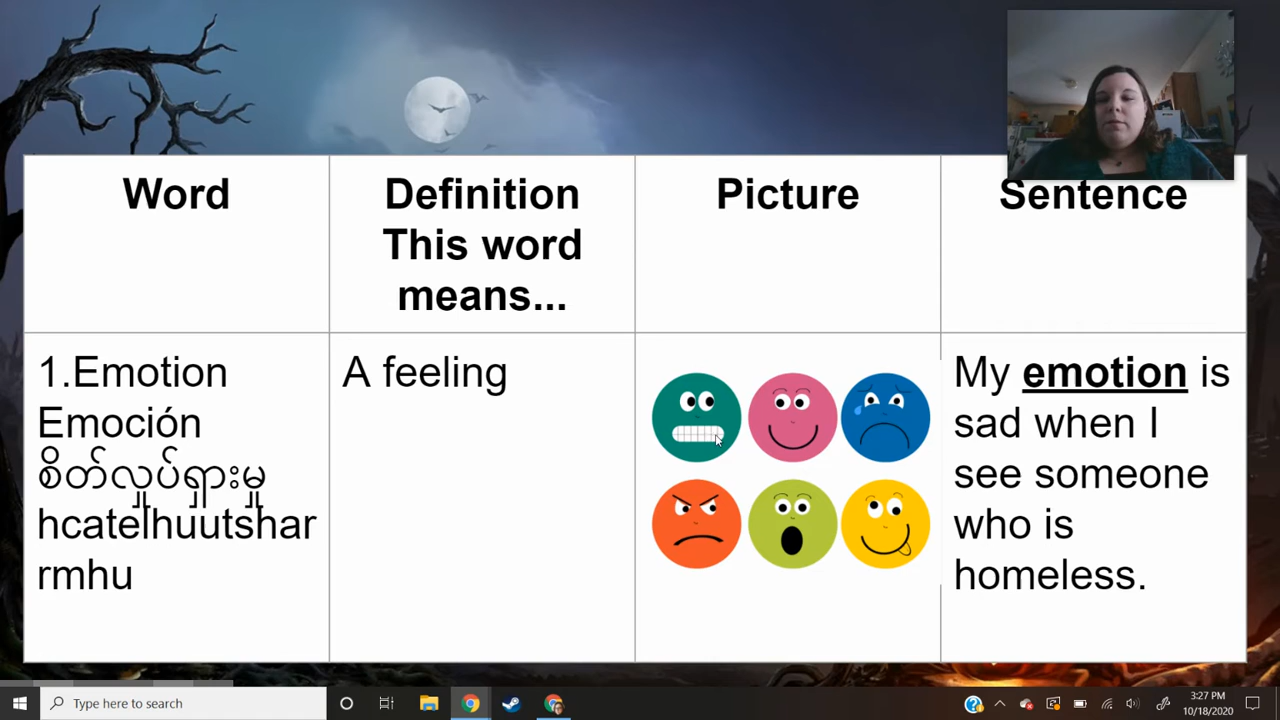 Word
Definition
This word
means...
Picture
Sentence
1.Emotion
Emoción
စိတ်လှုပ်ရှားမှု
hcatelhuutshar
rmhu
A feeling
My emotion is
sad when I
see someone
who is
homeless.
Type here to search
3:27 PM
10/18/2020